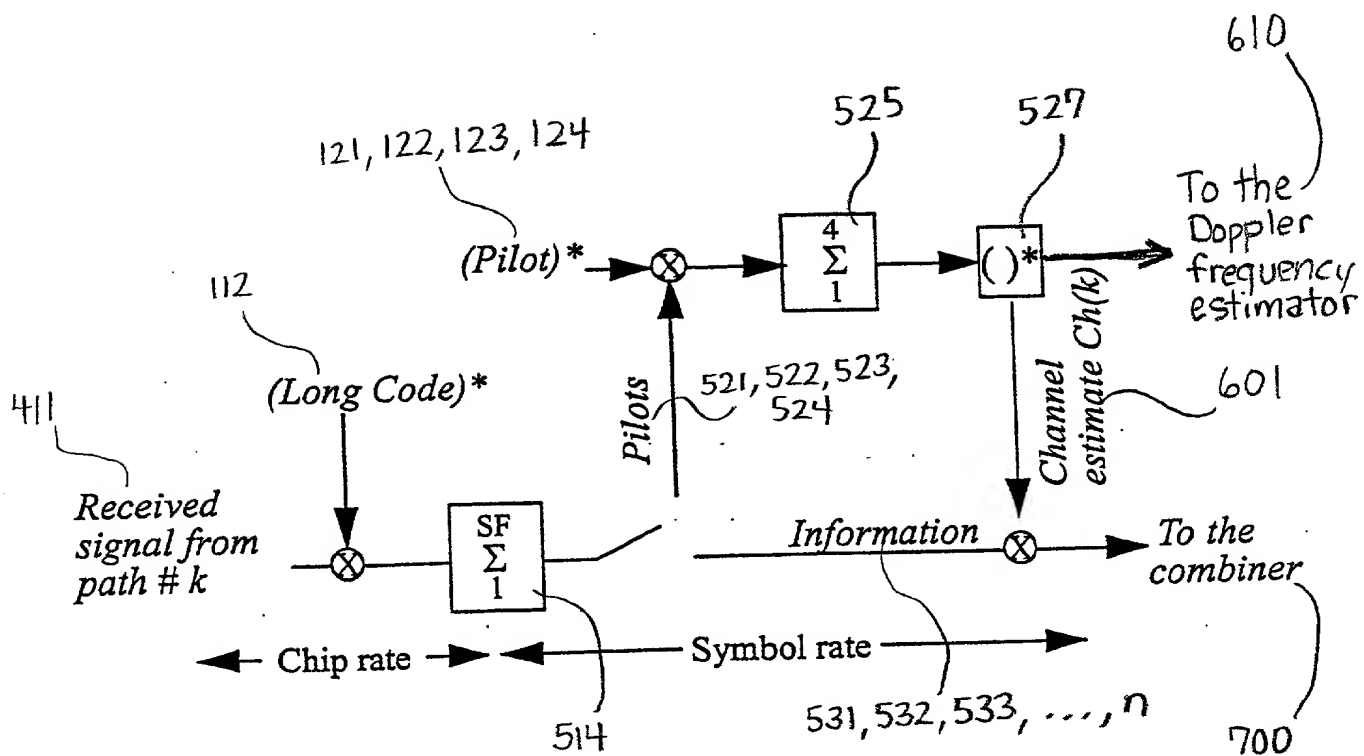 610
525
527
121, 122, 123, 124
To the
Doppler
frequency
estimator
4
Σ
1
(Pilot)*
( )*
112
(Long Code)*
Pilots
521, 522, 523,
524
Channel
estimate Ch(k)
601
411
Received
signal from
path # k
SF
Σ
1
Information
To the
combiner
Chip rate
Symbol rate
514
531, 532, 533, ..., n
700